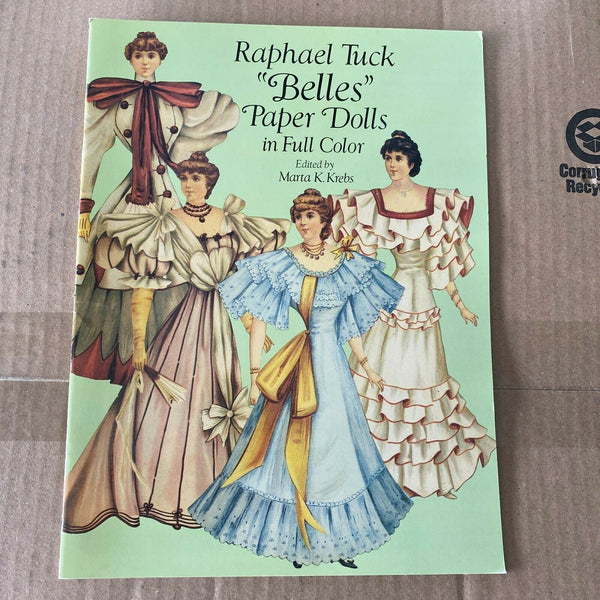 Raphael Tuck
"Belles"
Paper Dolls
in Full Color
Edited by
Marta K. Krebs